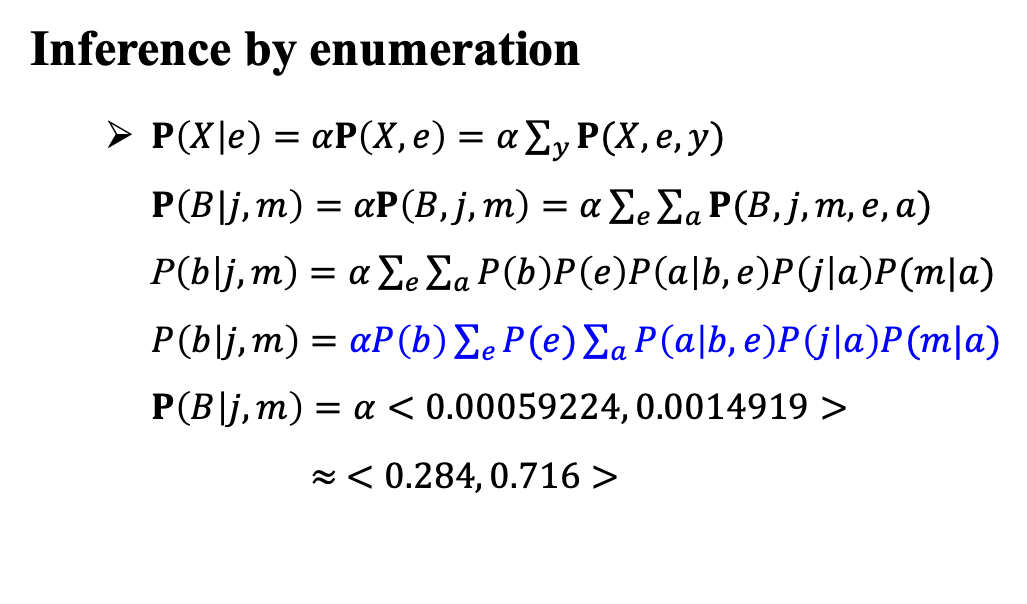 Inference by enumeration
➢ 𝐏(𝑋|𝑒) = 𝛼𝐏(𝑋, 𝑒) = 𝛼 ∑𝑦 𝐏(𝑋, 𝑒, 𝑦)
𝐏(𝐵|𝑗, 𝑚) = 𝛼𝐏(𝐵, 𝑗, 𝑚) = 𝛼 ∑𝑒 ∑𝑎 𝐏(𝐵, 𝑗, 𝑚, 𝑒, 𝑎)
𝑃(𝑏|𝑗, 𝑚) = 𝛼 ∑𝑒 ∑𝑎 𝑃(𝑏)𝑃(𝑒)𝑃(𝑎|𝑏, 𝑒)𝑃(𝑗|𝑎)𝑃(𝑚|𝑎)
𝑃(𝑏|𝑗, 𝑚) = 𝛼𝑃(𝑏) ∑𝑒 𝑃(𝑒) ∑𝑎 𝑃(𝑎|𝑏, 𝑒)𝑃(𝑗|𝑎)𝑃(𝑚|𝑎)
𝐏(𝐵|𝑗, 𝑚) = 𝛼 < 0.00059224, 0.0014919 >
≈ < 0.284, 0.716 >